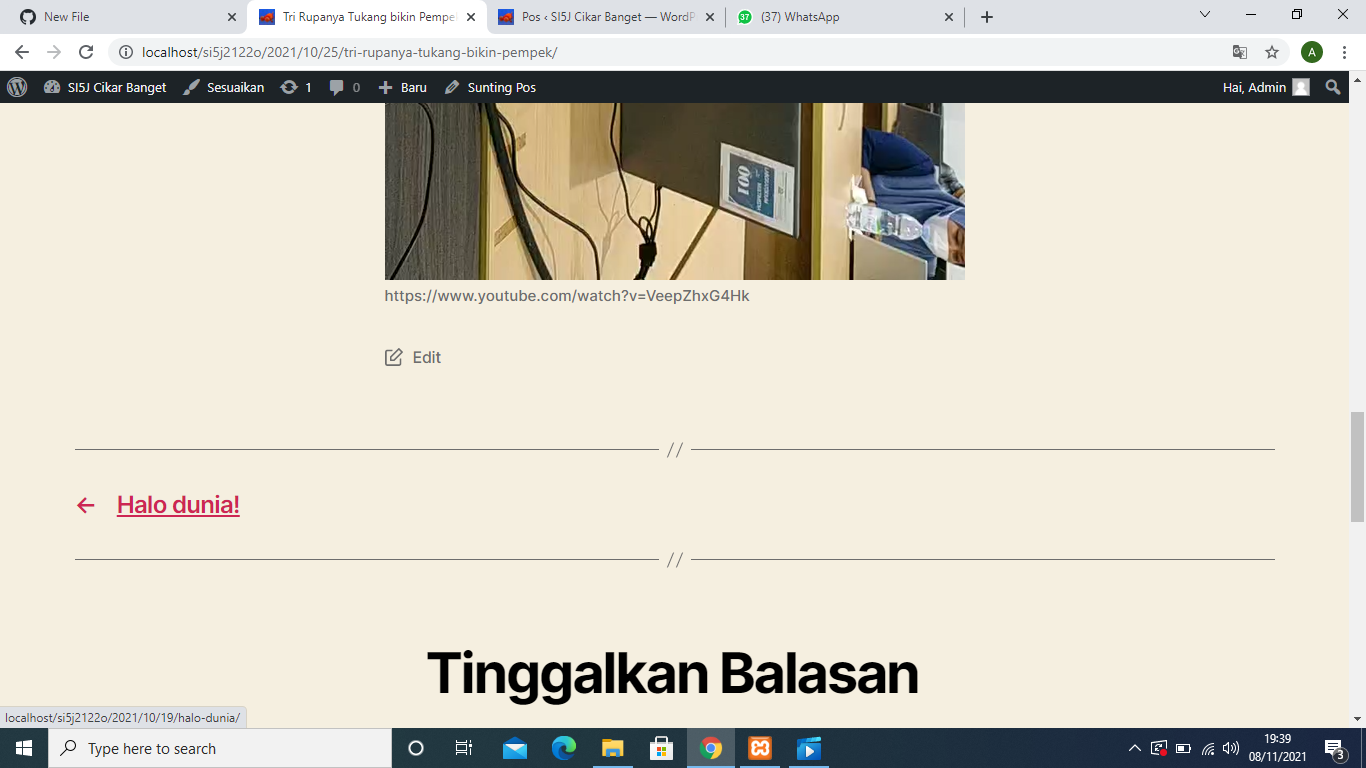 New File
Tri Rupanya Tukang bikin Pempe
Pos ‹ SI5J Cikar Banget — WordP
(37) WhatsApp
localhost/si5j2122o/2021/10/25/tri-rupanya-tukang-bikin-pempek/
A
SI5J Cikar Banget
Sesuaikan
1
0
Baru
Sunting Pos
Hai, Admin
100
https://www.youtube.com/watch?v=VeepZhxG4Hk
Edit
//
← Halo dunia!
//
Tinggalkan Balasan
localhost/si5j2122o/2021/10/19/halo-dunia/
Type here to search
19:39
08/11/2021
3